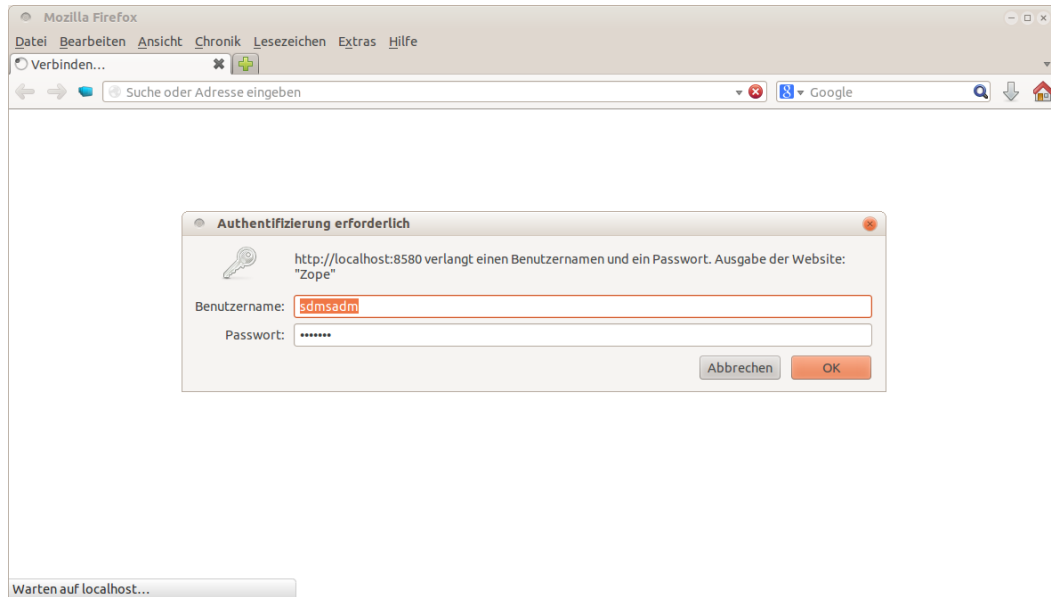 Mozilla Firefox
Datei Bearbeiten Ansicht Chronik Lesezeichen Extras Hilfe
Verbinden...
Suche oder Adresse eingeben
Google
Authentifizierung erforderlich
http://localhost:8580 verlangt einen Benutzernamen und ein Passwort. Ausgabe der Website:
"Zope"
Benutzername: sdmsadm
Passwort: •••••••
Abbrechen OK
Warten auf localhost...